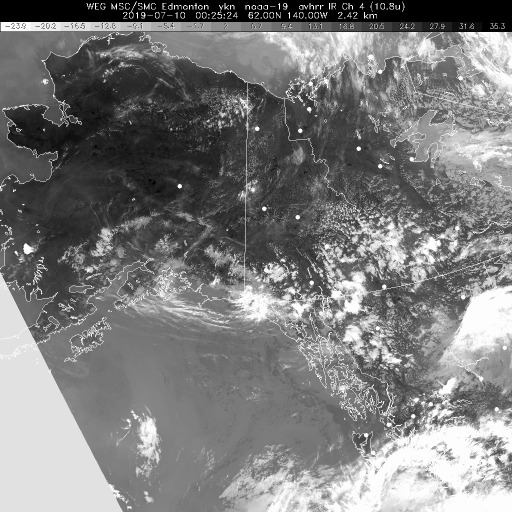 WEG MSC/SMC Edmonton ykn noaa-19 avhrr IR Ch 4 (10.8u)
2019-07-10 00:25:24 62.00N 140.00W 2.42 km
-23.9 -20.2 -16.5 -12.8 -9.1 -5.4 -1.7 2 5.7 9.4 13.1 16.8 20.5 24.2 27.9 31.6 35.3